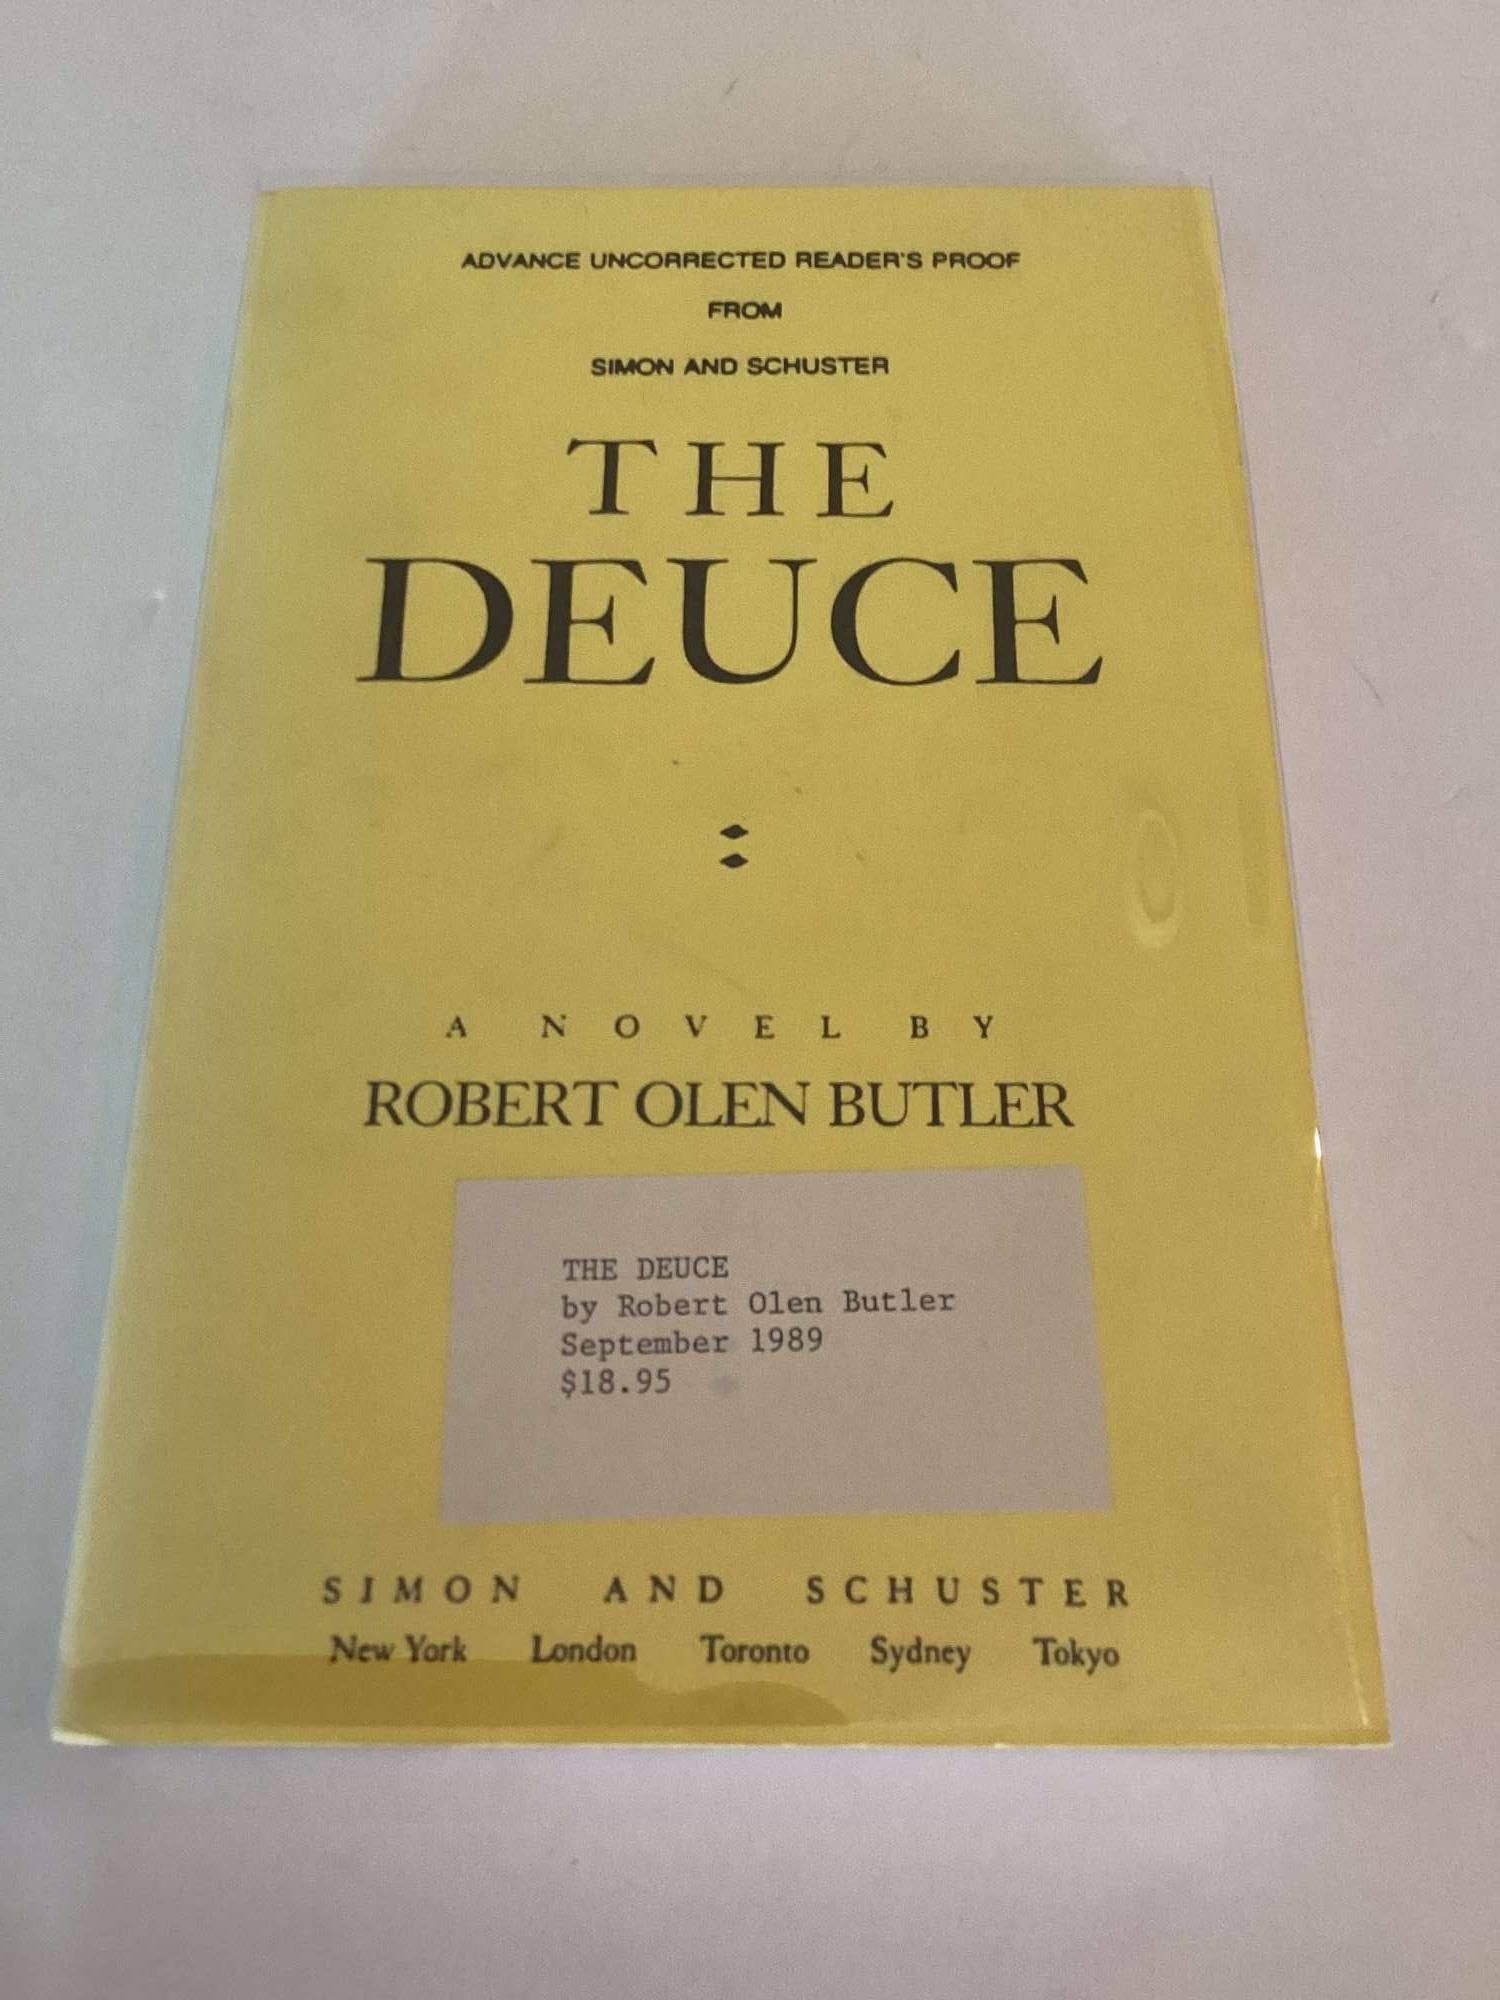 ADVANCE UNCORRECTED READER'S PROOF
FROM
SIMON AND SCHUSTER
THE
DEUCE
A NOVEL BY
ROBERT OLEN BUTLER
THE DEUCE
by Robert Olen Butler
September 1989
$18.95
SIMON AND SCHUSTER
New York London Toronto Sydney Tokyo